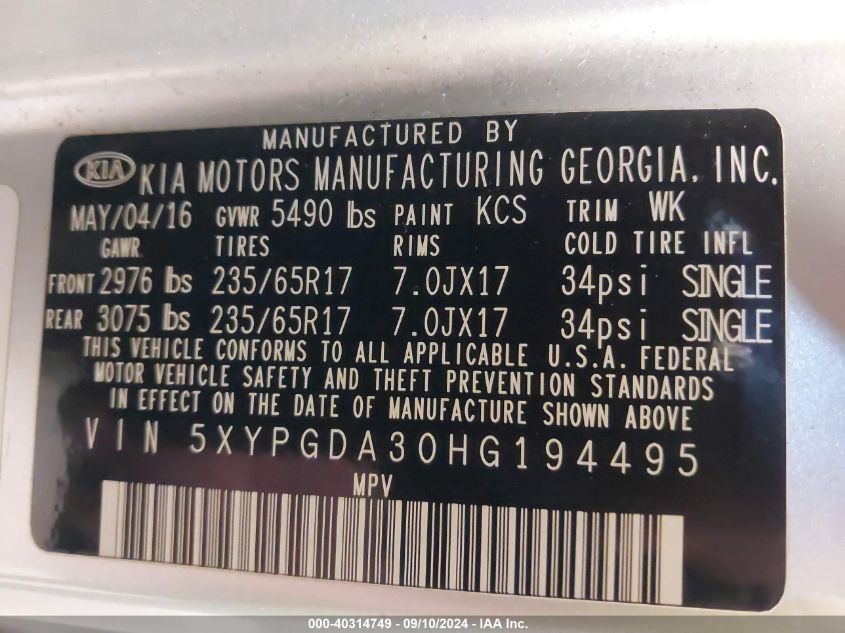 MANUFACTURED BY
KIA KIA MOTORS MANUFACTURING GEORGIA, INC.
MAY/04/16 GVWR 5490 lbs PAINT KCS TRIM WK
GAWR TIRES RIMS COLD TIRE INFL
FRONT 2976 lbs 235/65R17 7.0JX17 34psi SINGLE
REAR 3075 lbs 235/65R17 7.0JX17 34psi SINGLE
THIS VEHICLE CONFORMS TO ALL APPLICABLE U.S.A. FEDERAL
MOTOR VEHICLE SAFETY AND THEFT PREVENTION STANDARDS
IN EFFECT ON THE DATE OF MANUFACTURE SHOWN ABOVE
VIN 5XYPGDA30HG194495
MPV
000-40314749 - 09/10/2024 - IAA Inc.